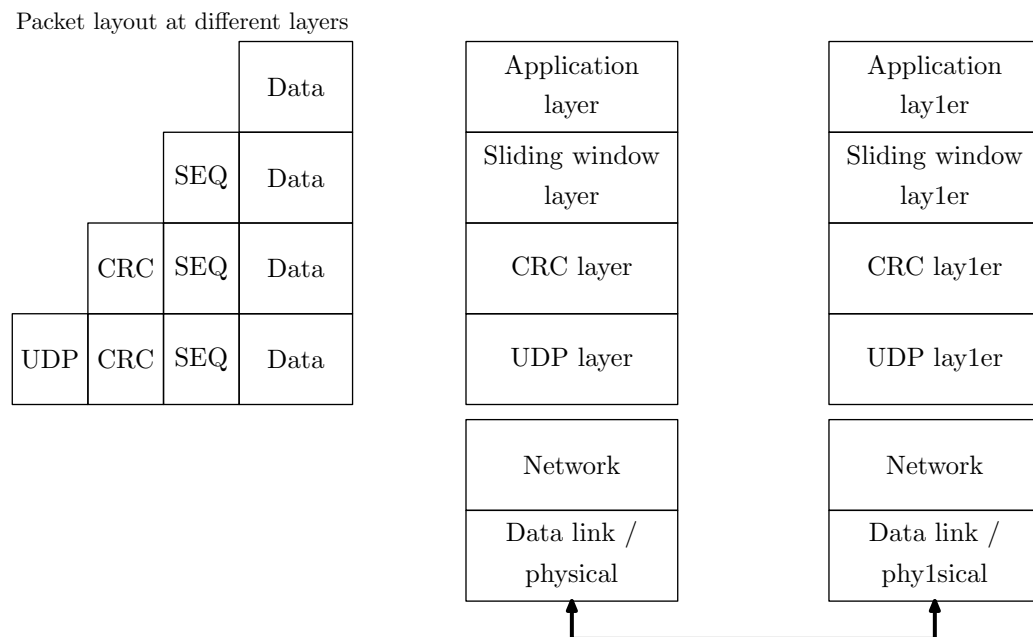 Packet layout at different layers
Data
Application
layer
Application
lay1er
SEQ
Data
Sliding window
layer
Sliding window
lay1er
CRC
SEQ
Data
CRC layer
CRC lay1er
UDP
CRC
SEQ
Data
UDP layer
UDP lay1er
Network
Network
Data link /
physical
Data link /
phy1sical